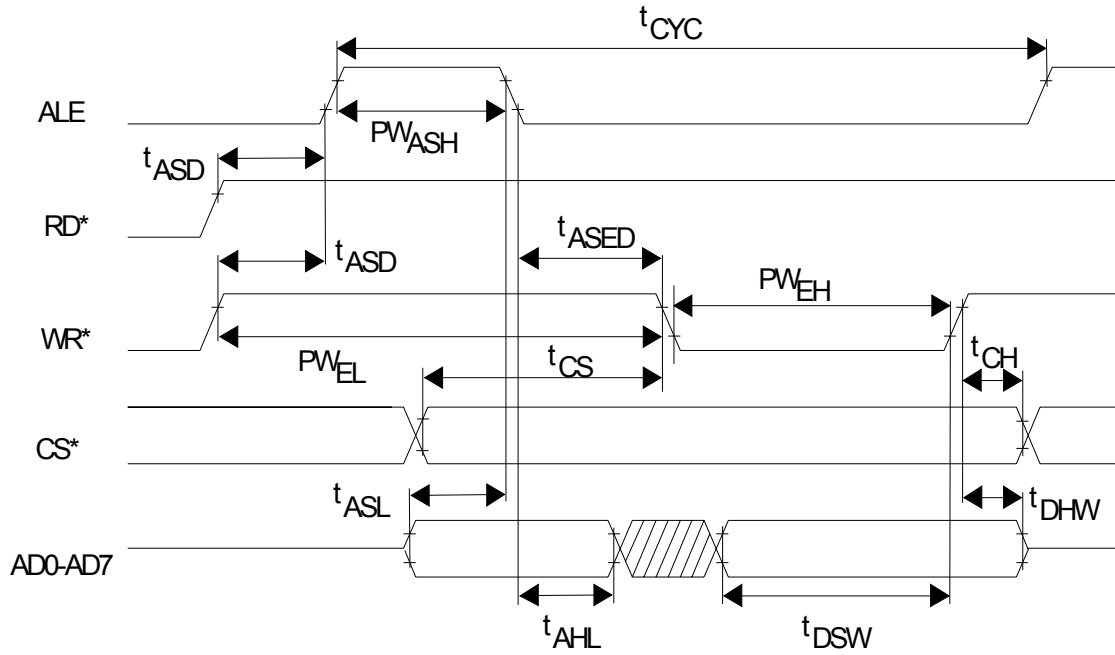 tCYC
ALE
PWASH
tASD
RD*
tASED
tASD
PWEH
WR*
PWEL
tCS
tCH
CS*
tASL
tDHW
AD0-AD7
tAHL
tDSW